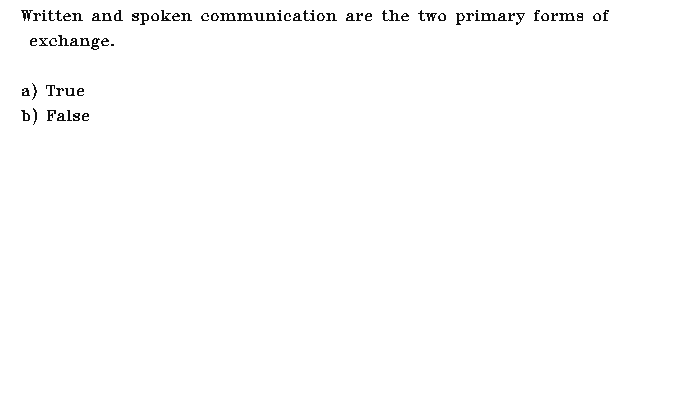 Written and spoken communication are the two primary forms of
exchange.
a) True
b) False